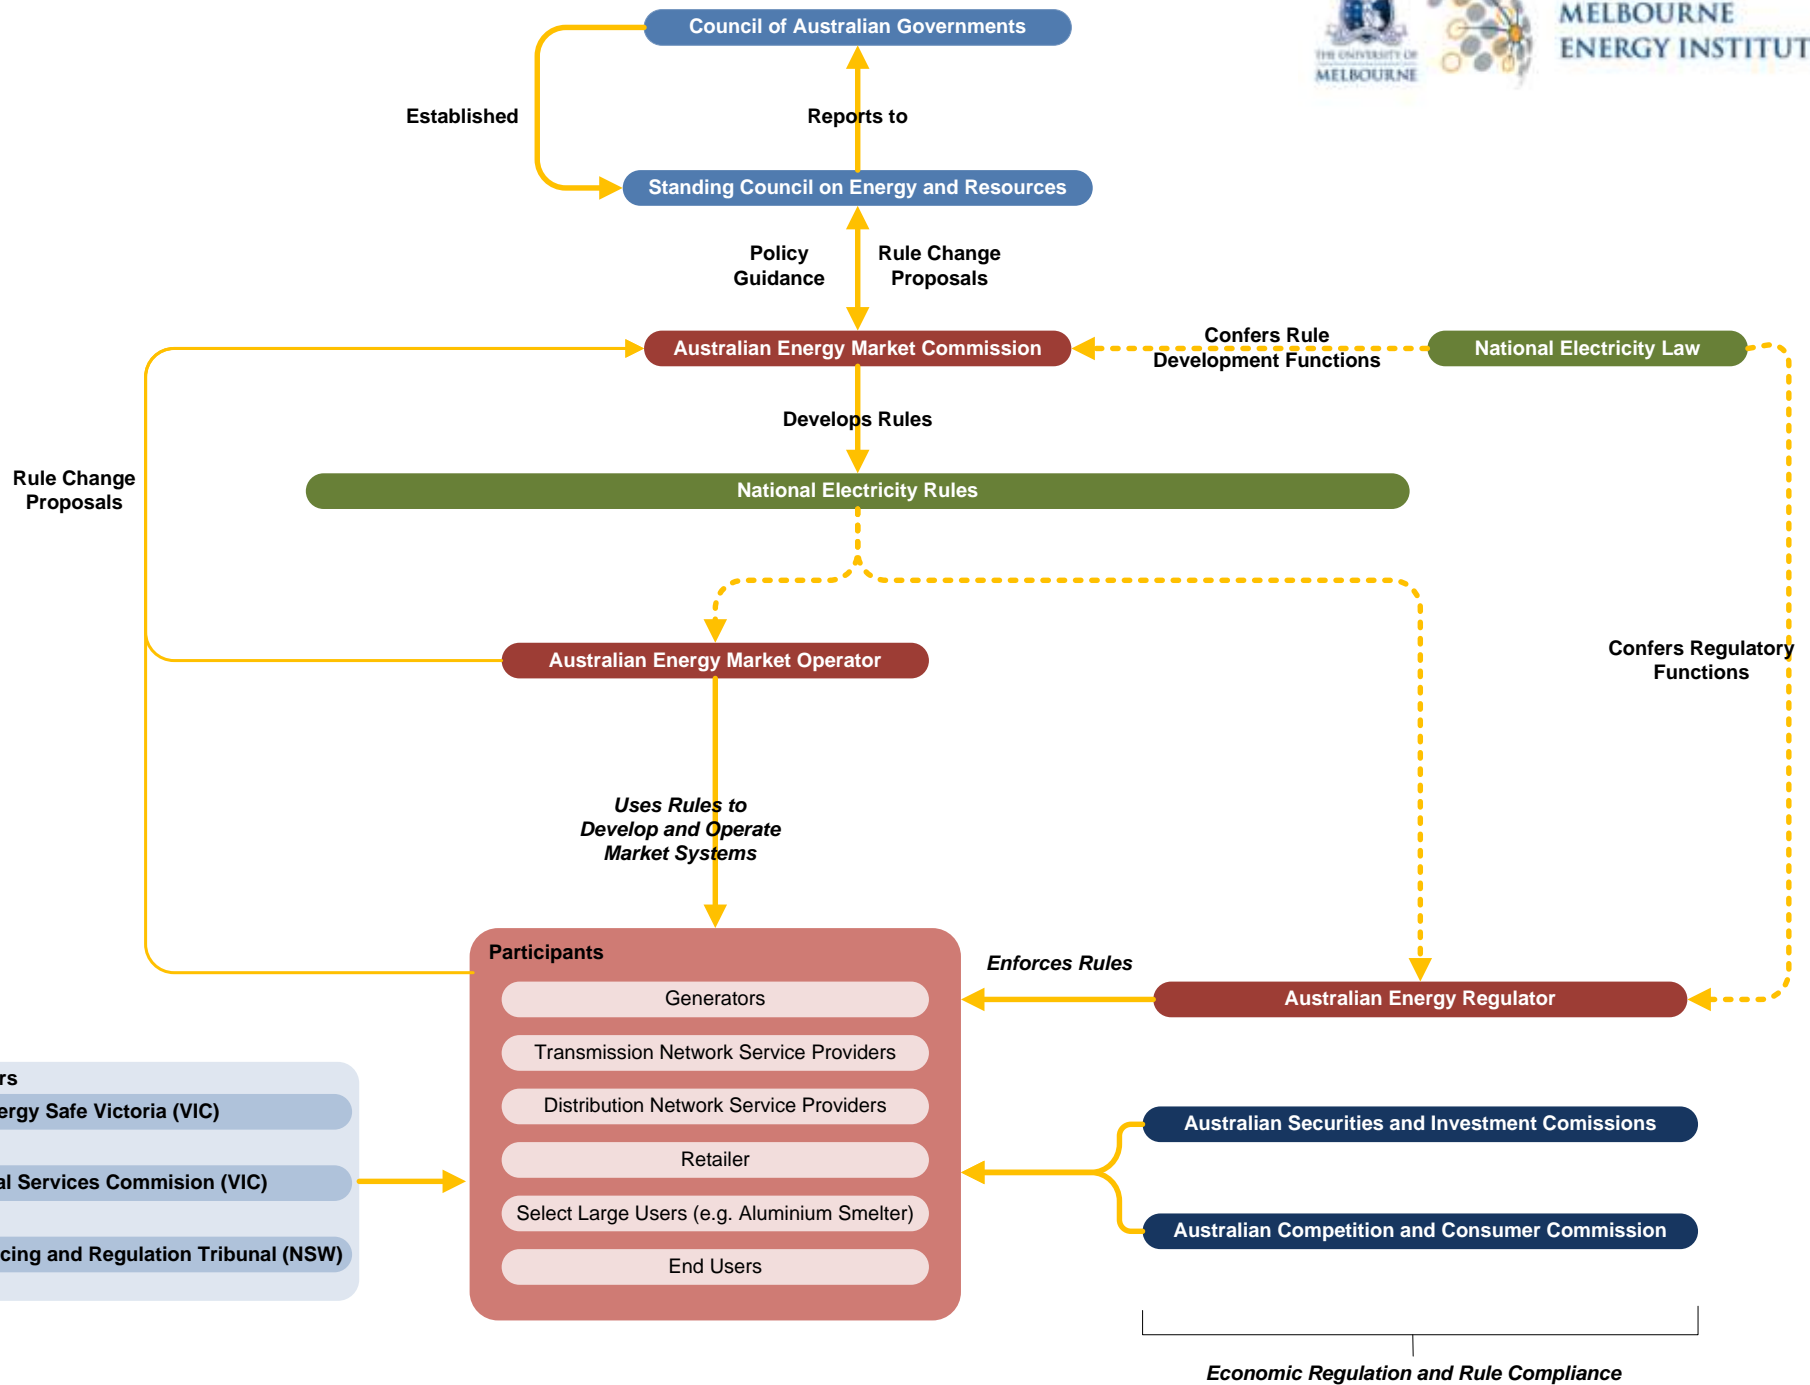 Council of Australian Governments
THE UNIVERSITY OF
MELBOURNE
MELBOURNE
ENERGY INSTITUT
Established
Reports to
Standing Council on Energy and Resources
Policy
Guidance
Rule Change
Proposals
Australian Energy Market Commission
Confers Rule
Development Functions
National Electricity Law
Develops Rules
Rule Change
Proposals
National Electricity Rules
Australian Energy Market Operator
Confers Regulatory
Functions
Uses Rules to
Develop and Operate
Market Systems
Participants
Generators
Transmission Network Service Providers
Distribution Network Service Providers
Retailer
Select Large Users (e.g. Aluminium Smelter)
End Users
Enforces Rules
Australian Energy Regulator
rs
ergy Safe Victoria (VIC)
al Services Commision (VIC)
cing and Regulation Tribunal (NSW)
Australian Securities and Investment Comissions
Australian Competition and Consumer Commission
Economic Regulation and Rule Compliance